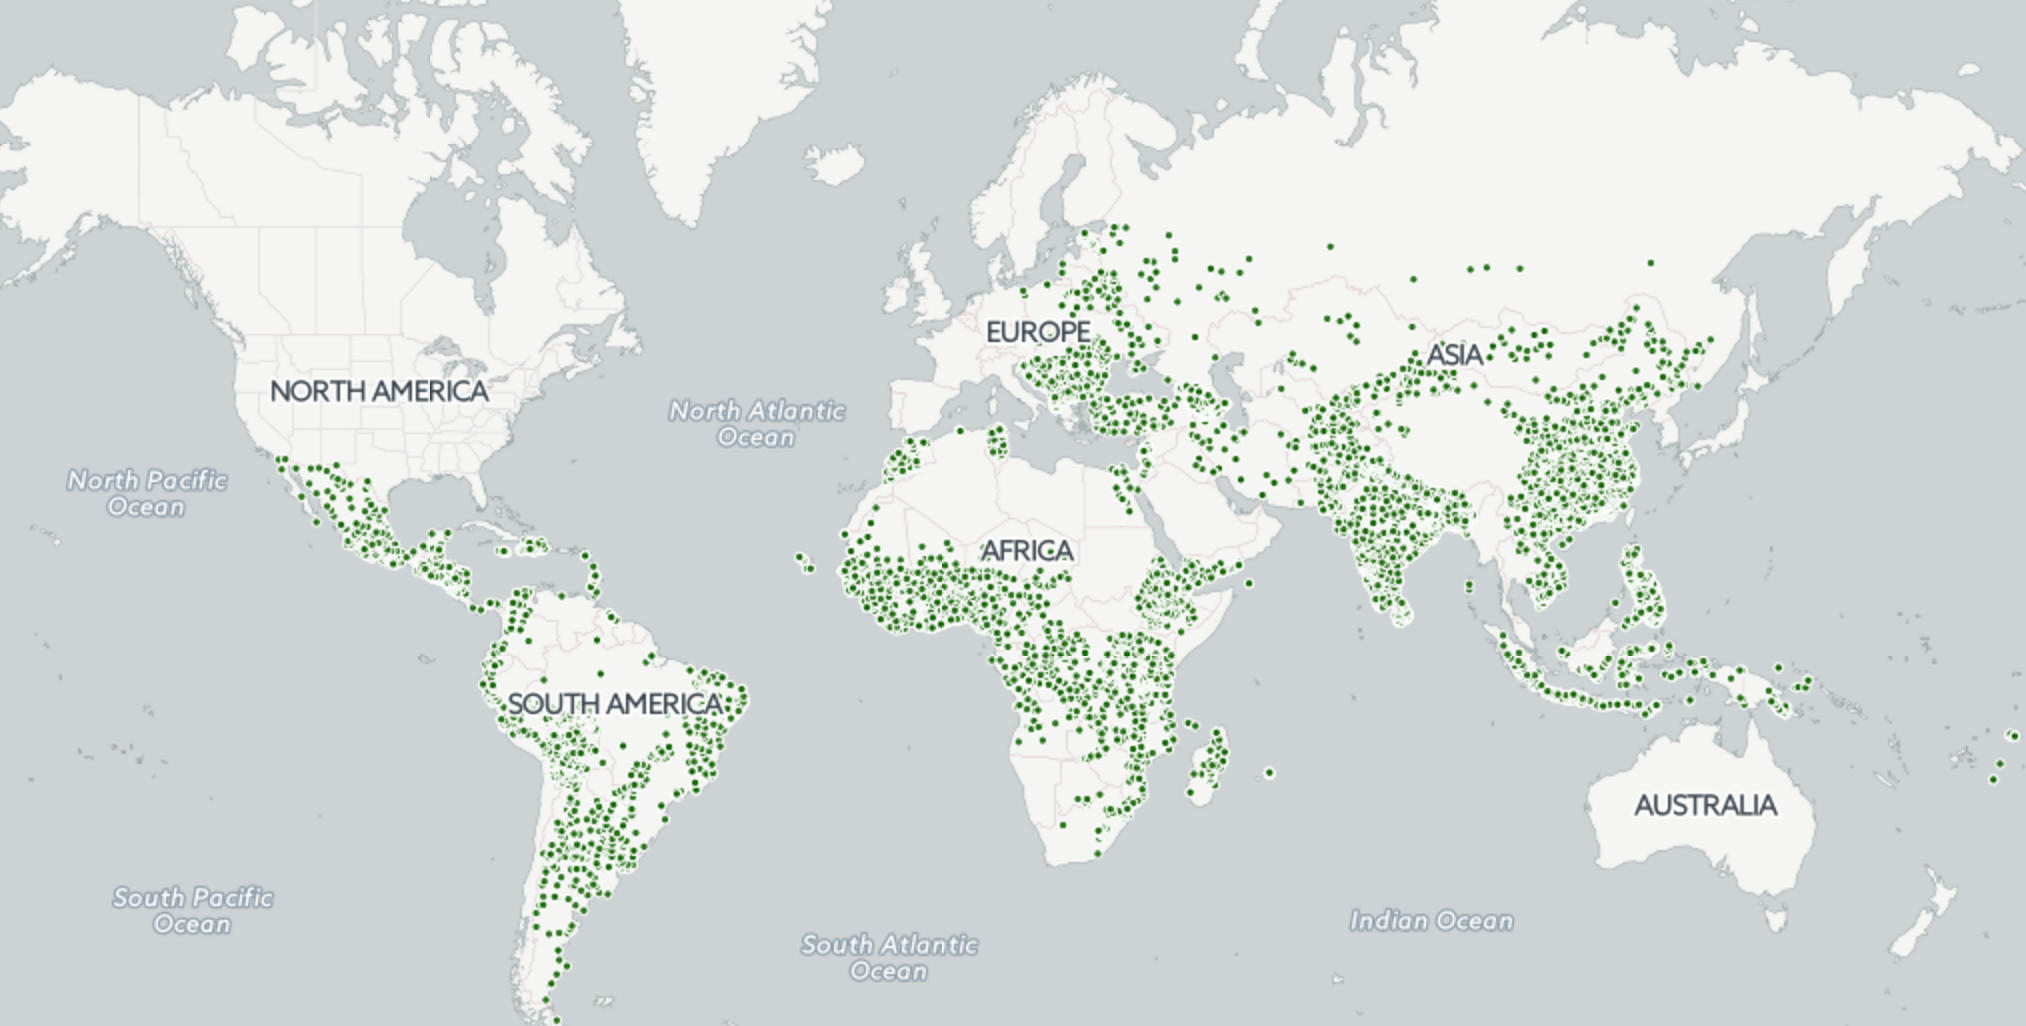 EUROPE
ASIA
NORTH AMERICA
North Atlantic
Ocean
North Pacific
Ocean
AFRICA
SOUTH AMERICA
AUSTRALIA
South Pacific
Ocean
South Atlantic
Ocean
Indian Ocean